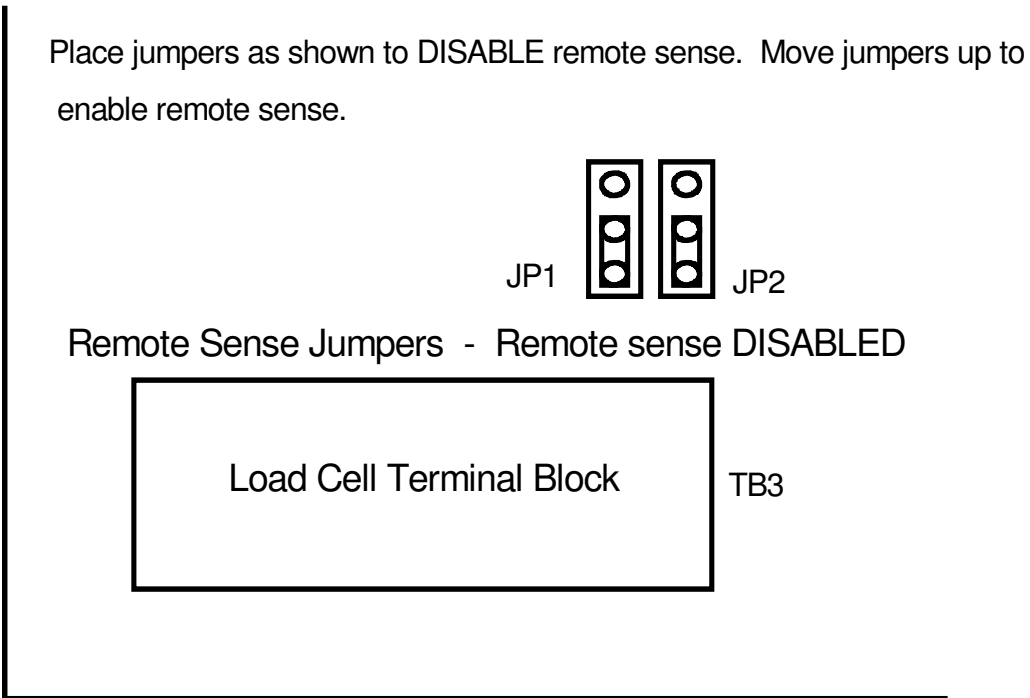 Place jumpers as shown to DISABLE remote sense.  Move jumpers up to
enable remote sense.
JP1
JP2
Remote Sense Jumpers  -  Remote sense DISABLED
Load Cell Terminal Block
TB3